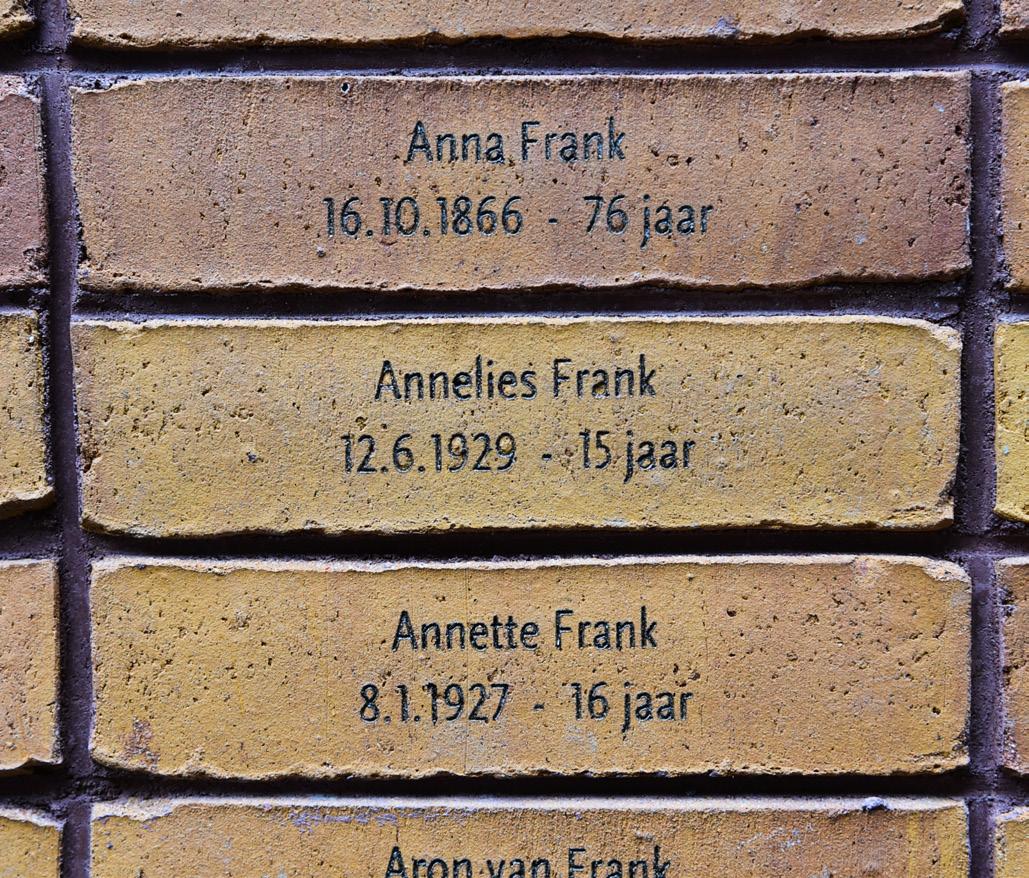 Anna Frank
16.10.1866 - 76 jaar
Annelies Frank
12.6.1929 - 15 jaar
Annette Frank
8.1.1927 - 16 jaar
Aron van Frank